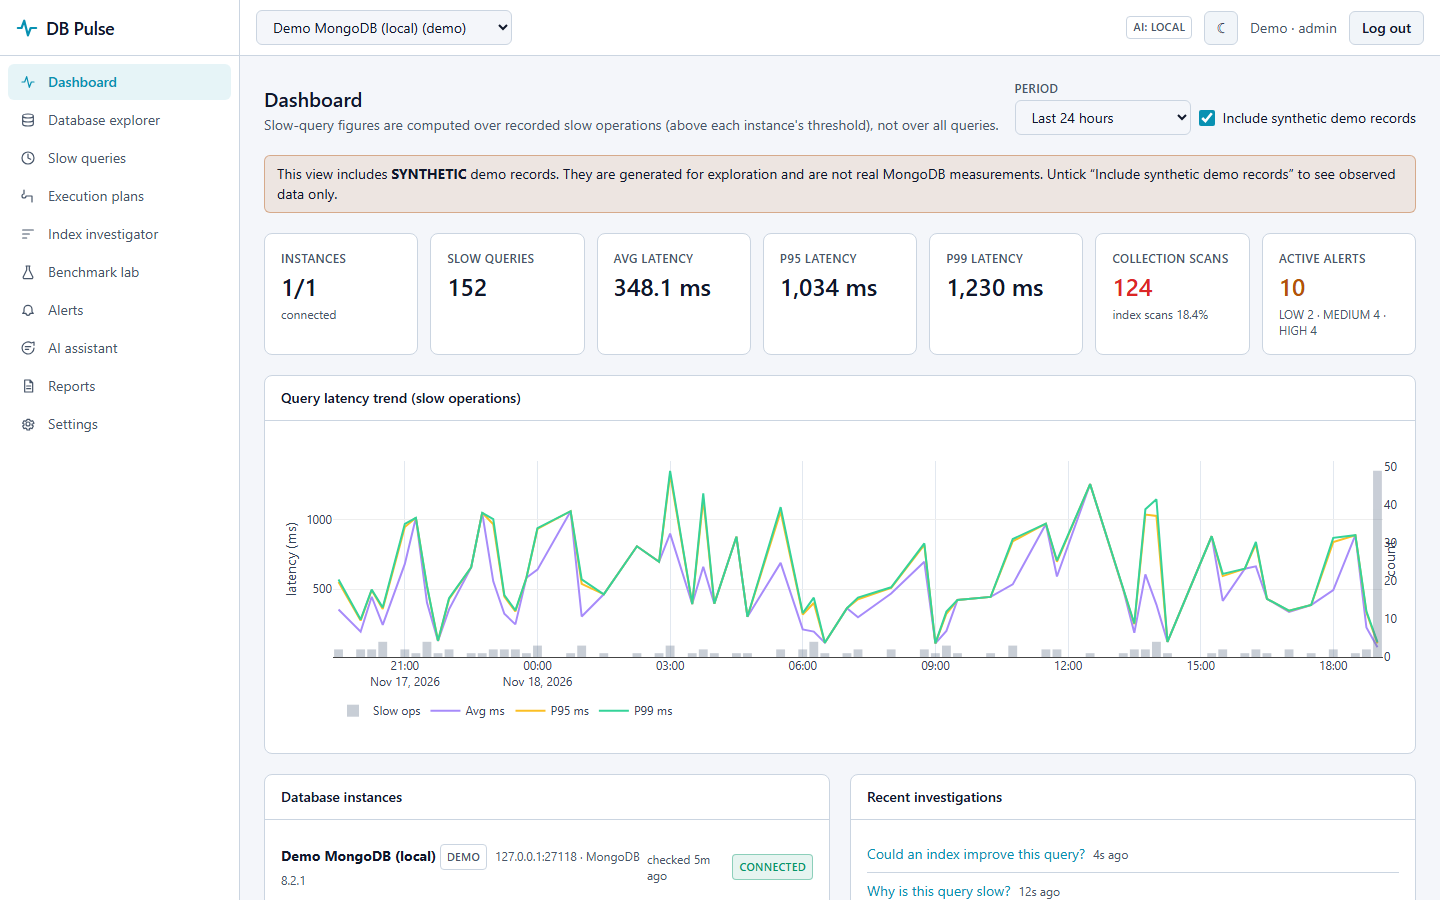 DB Pulse
Demo MongoDB (local) (demo)
AI: LOCAL
Demo · admin
Log out
Dashboard
Database explorer
Slow queries
Execution plans
Index investigator
Benchmark lab
Alerts
AI assistant
Reports
Settings
Dashboard
Slow-query figures are computed over recorded slow operations (above each instance's threshold), not over all queries.
PERIOD
Last 24 hours
Include synthetic demo records
This view includes SYNTHETIC demo records. They are generated for exploration and are not real MongoDB measurements. Untick “Include synthetic demo records” to see observed
data only.
INSTANCES
1/1
connected
SLOW QUERIES
152
AVG LATENCY
348.1 ms
P95 LATENCY
1,034 ms
P99 LATENCY
1,230 ms
COLLECTION SCANS
124
index scans 18.4%
ACTIVE ALERTS
10
LOW 2 · MEDIUM 4 ·
HIGH 4
Query latency trend (slow operations)
latency (ms)
1000
500
50
40
30
20
10
0
count
21:00
Nov 17, 2026
00:00
Nov 18, 2026
03:00
06:00
09:00
12:00
15:00
18:00
Slow ops
Avg ms
P95 ms
P99 ms
Database instances
Demo MongoDB (local) DEMO 127.0.0.1:27118 · MongoDB
8.2.1
checked 5m
ago
CONNECTED
Recent investigations
Could an index improve this query? 4s ago
Why is this query slow? 12s ago